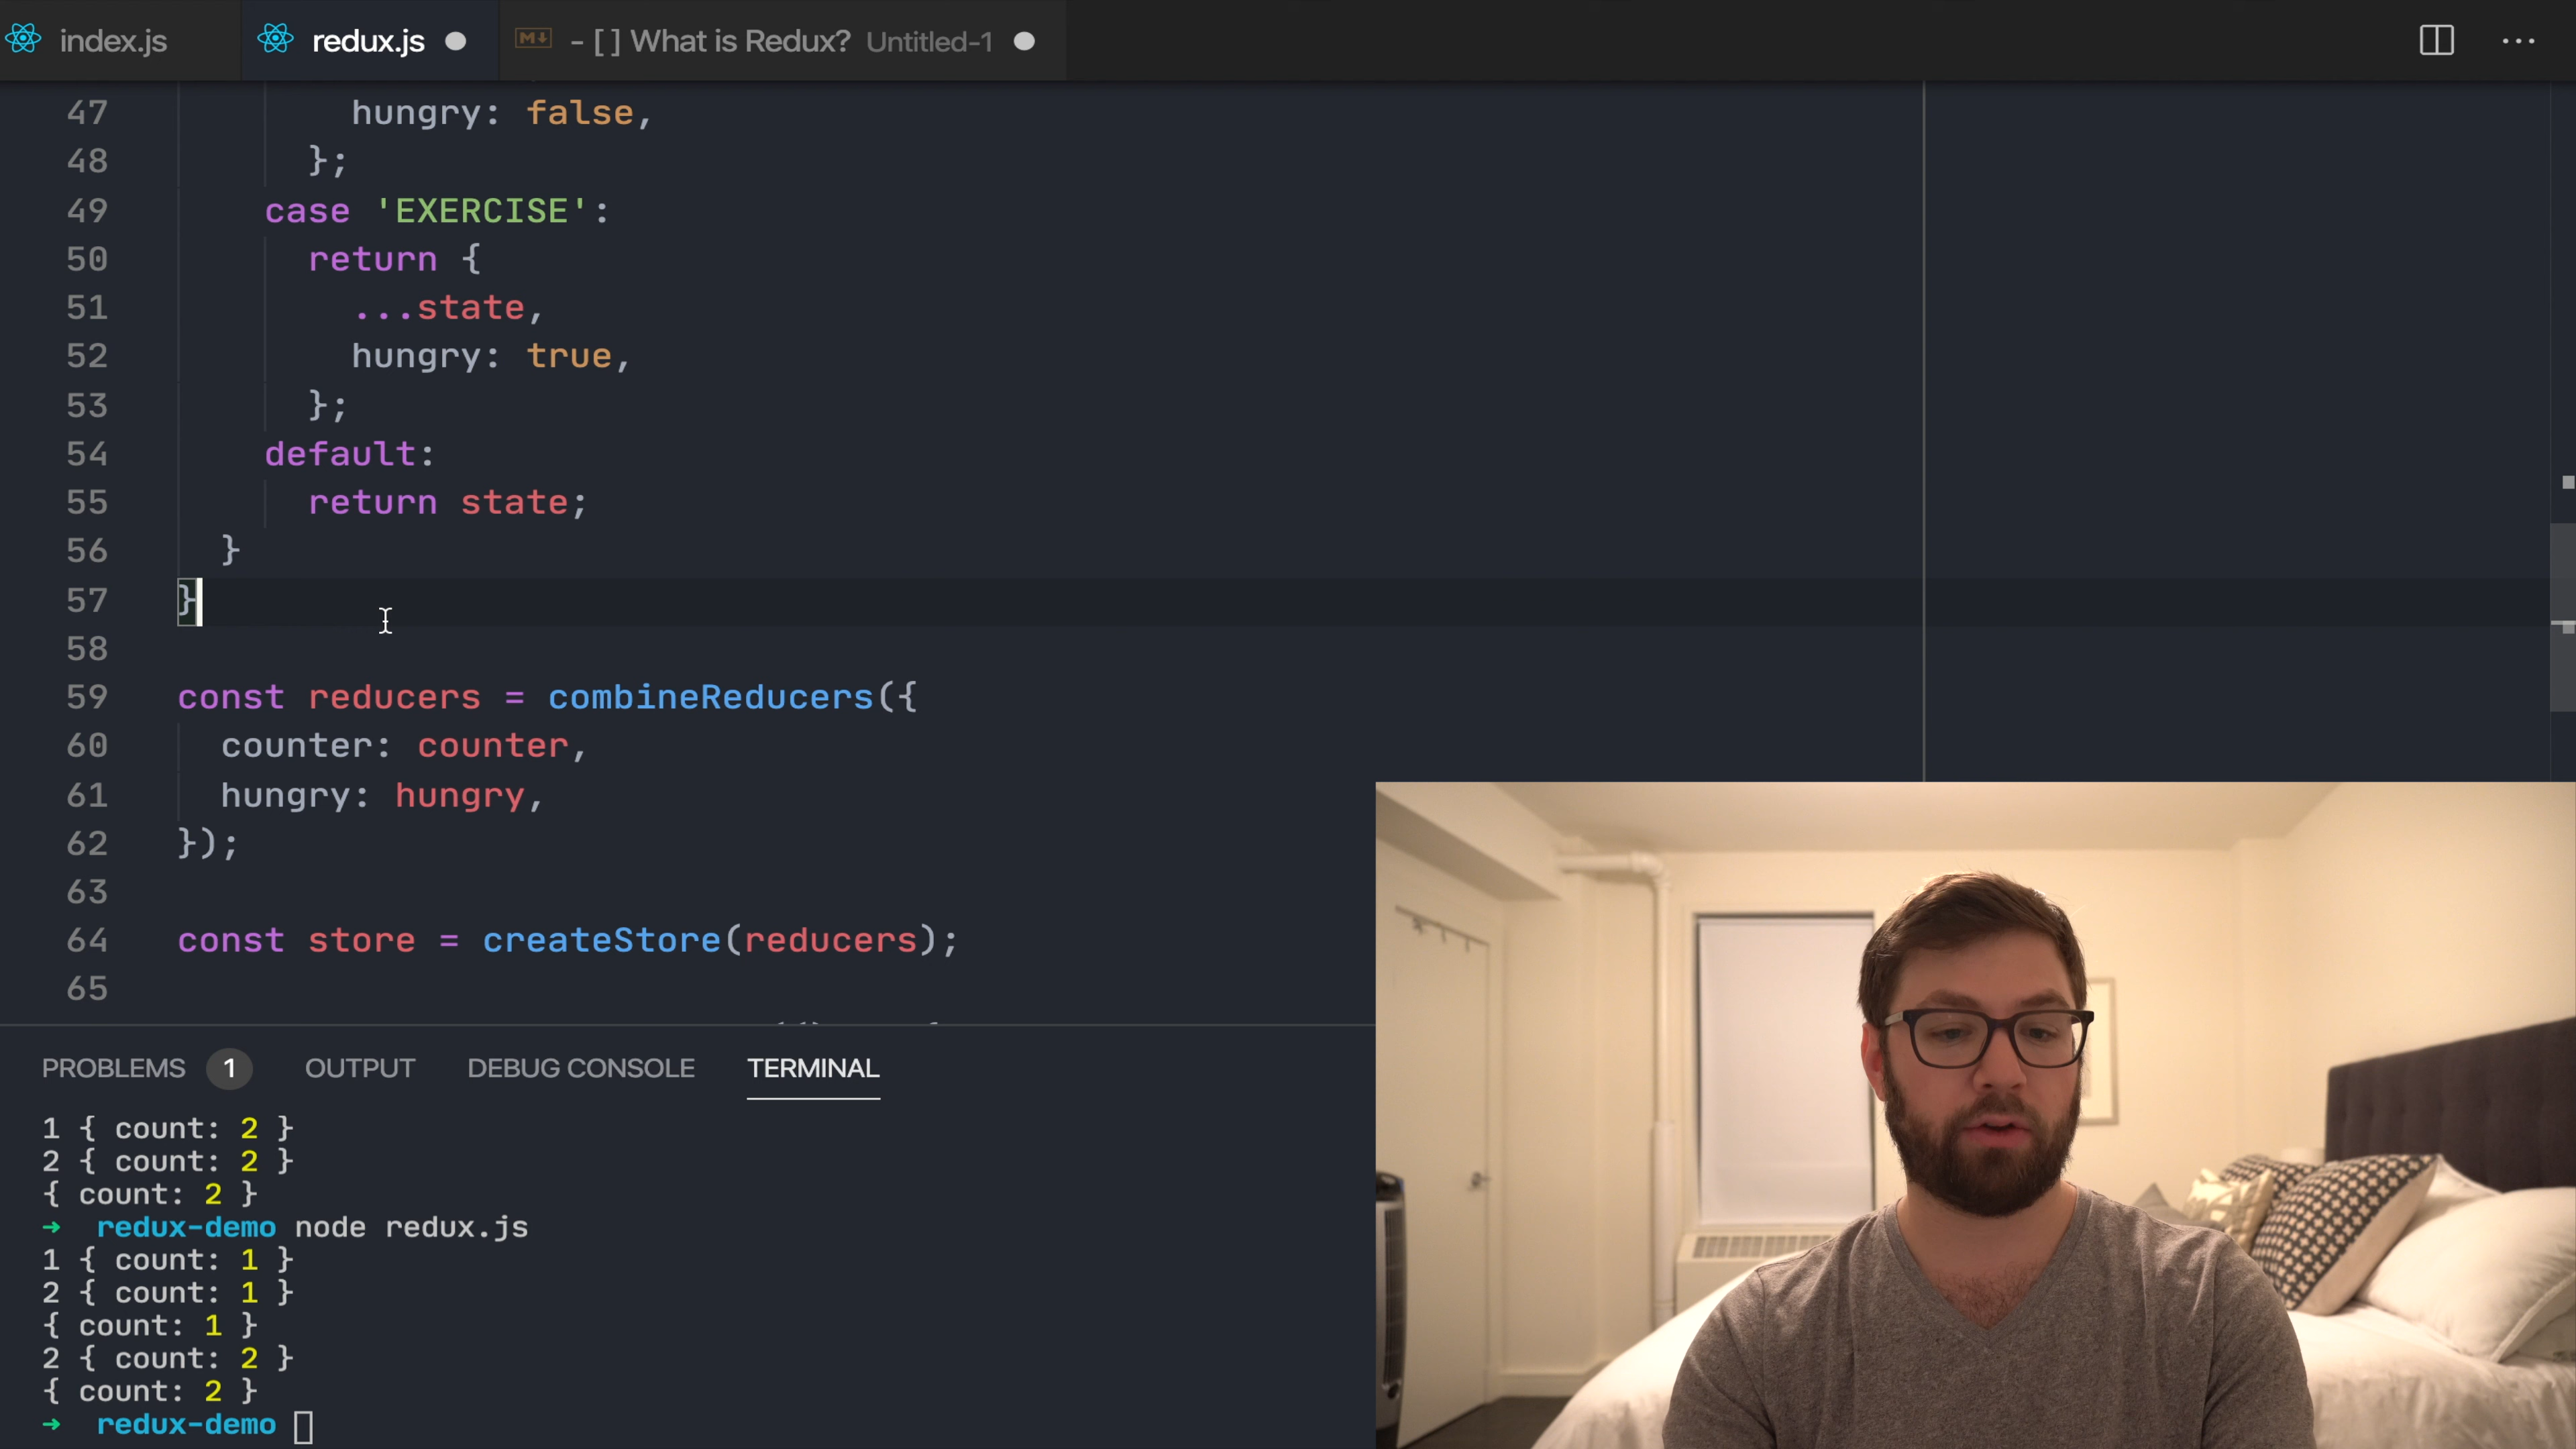 index.js
redux.js
M↓ - [ ] What is Redux? Untitled-1
47 hungry: false,
48 };
49 case 'EXERCISE':
50 return {
51 ...state,
52 hungry: true,
53 };
54 default:
55 return state;
56 }
57 }
58
59 const reducers = combineReducers({
60 counter: counter,
61 hungry: hungry,
62 });
63
64 const store = createStore(reducers);
65
PROBLEMS 1 OUTPUT DEBUG CONSOLE TERMINAL
1 { count: 2 }
2 { count: 2 }
{ count: 2 }
→ redux-demo node redux.js
1 { count: 1 }
2 { count: 1 }
{ count: 1 }
2 { count: 2 }
{ count: 2 }
→ redux-demo